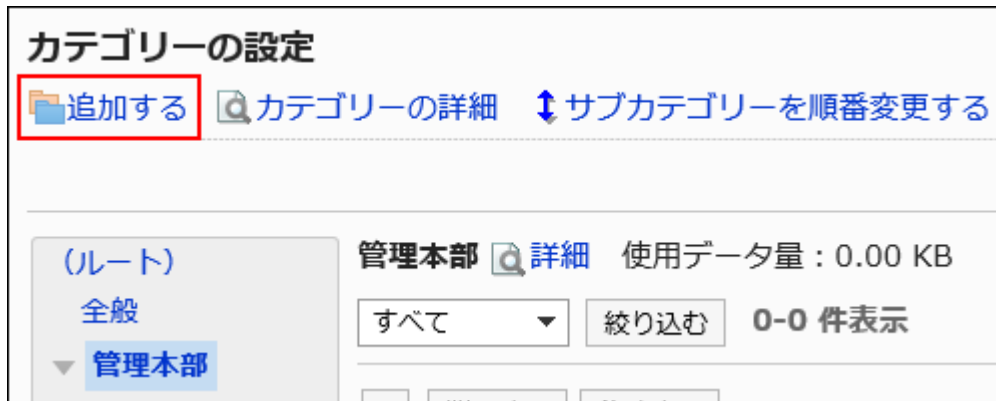 カテゴリーの設定
追加する カテゴリーの詳細 サブカテゴリーを順番変更する
(ルート)
全般
管理本部
管理本部 詳細 使用データ量：0.00 KB
すべて 絞り込む 0-0 件表示